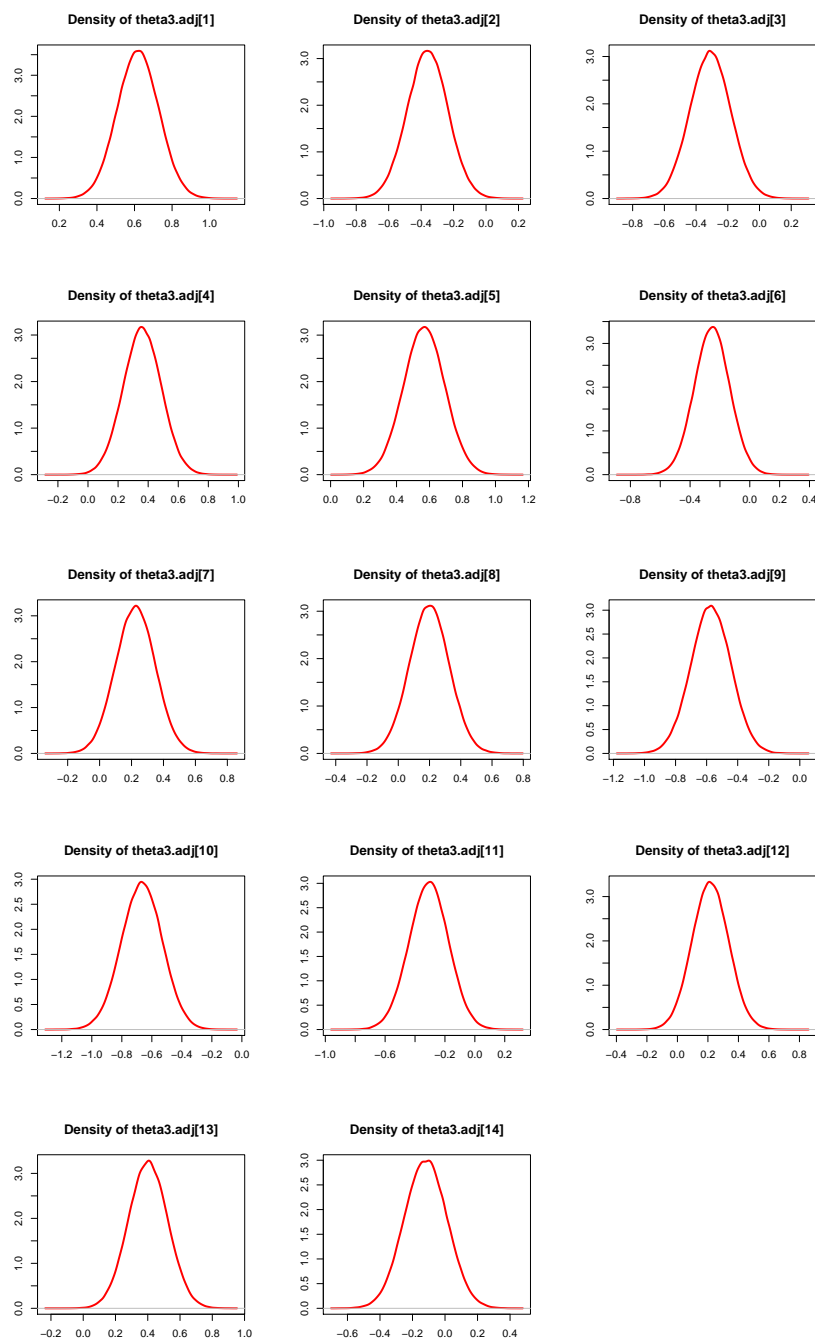 Density of theta3.adj[1]
Density of theta3.adj[2]
Density of theta3.adj[3]
0.0 1.0 2.0 3.0
0.2 0.4 0.6 0.8 1.0
0.0 1.0 2.0 3.0
−1.0 −0.6 −0.4 −0.2 0.0 0.2
0.0 1.0 2.0 3.0
−0.8 −0.6 −0.4 −0.2 0.0 0.2
Density of theta3.adj[4]
Density of theta3.adj[5]
Density of theta3.adj[6]
0.0 1.0 2.0 3.0
−0.2 0.0 0.2 0.4 0.6 0.8 1.0
0.0 1.0 2.0 3.0
0.0 0.2 0.4 0.6 0.8 1.0 1.2
0.0 1.0 2.0 3.0
−0.8 −0.4 0.0 0.4
Density of theta3.adj[7]
Density of theta3.adj[8]
Density of theta3.adj[9]
0.0 1.0 2.0 3.0
−0.2 0.0 0.2 0.4 0.6 0.8
0.0 1.0 2.0 3.0
−0.4 −0.2 0.0 0.2 0.4 0.6 0.8
0.0 0.5 1.0 1.5 2.0 2.5 3.0
−1.2 −1.0 −0.8 −0.6 −0.4 −0.2 0.0
Density of theta3.adj[10]
Density of theta3.adj[11]
Density of theta3.adj[12]
0.0 0.5 1.0 1.5 2.0 2.5 3.0
−1.2 −1.0 −0.8 −0.6 −0.4 −0.2 0.0
0.0 0.5 1.0 1.5 2.0 2.5 3.0
−1.0 −0.6 −0.2 0.0 0.2
0.0 1.0 2.0 3.0
−0.4 −0.2 0.0 0.2 0.4 0.6 0.8
Density of theta3.adj[13]
Density of theta3.adj[14]
0.0 1.0 2.0 3.0
−0.2 0.0 0.2 0.4 0.6 0.8 1.0
0.0 0.5 1.0 1.5 2.0 2.5 3.0
−0.6 −0.4 −0.2 0.0 0.2 0.4